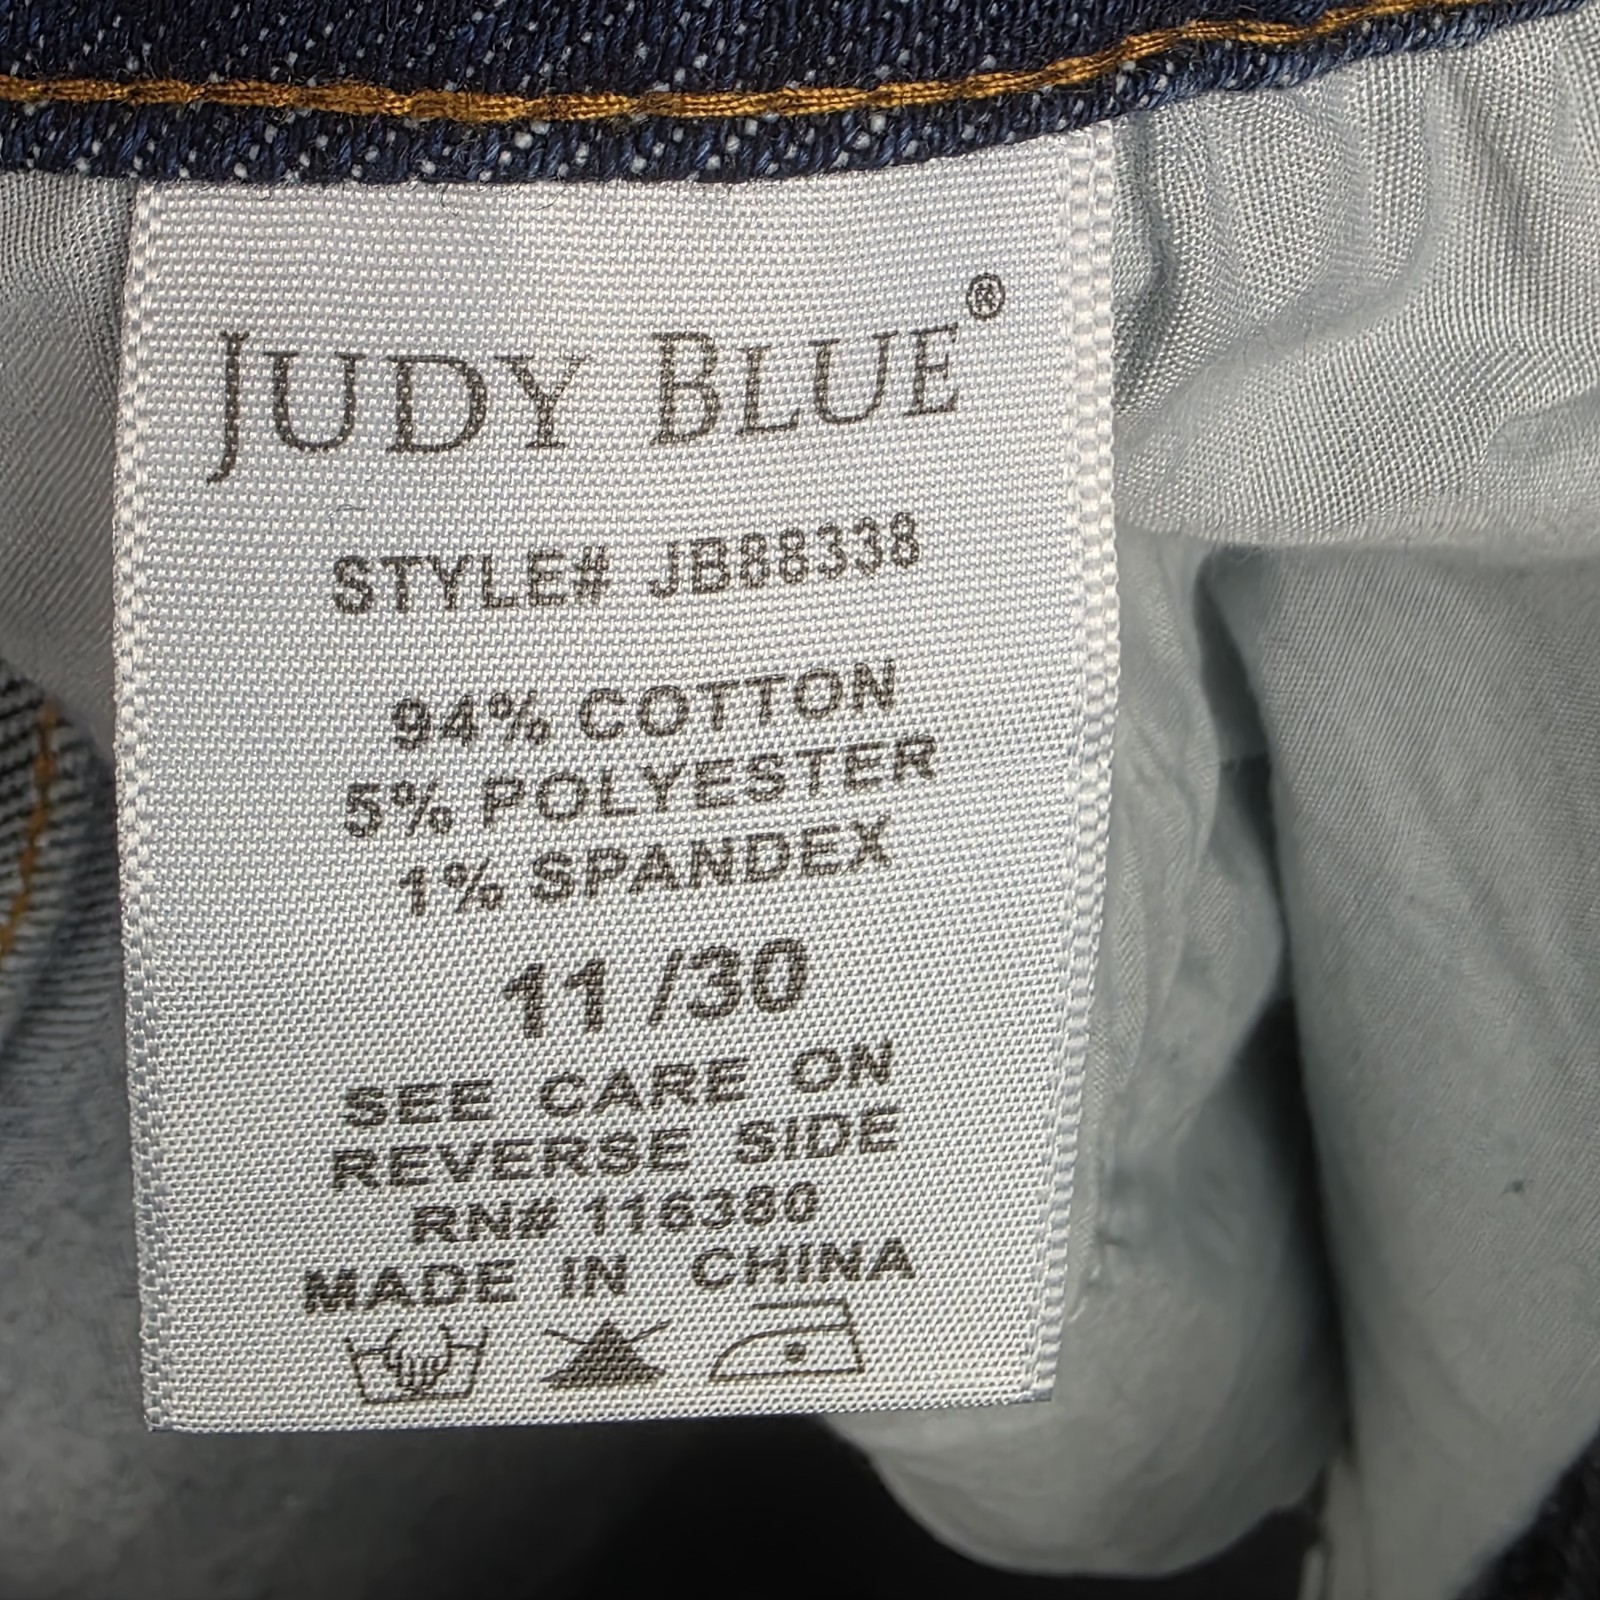 JUDY BLUE®
STYLE# JB88338
94% COTTON
5% POLYESTER
1% SPANDEX
11 /30
SEE CARE ON
REVERSE SIDE
RN# 116380
MADE IN CHINA